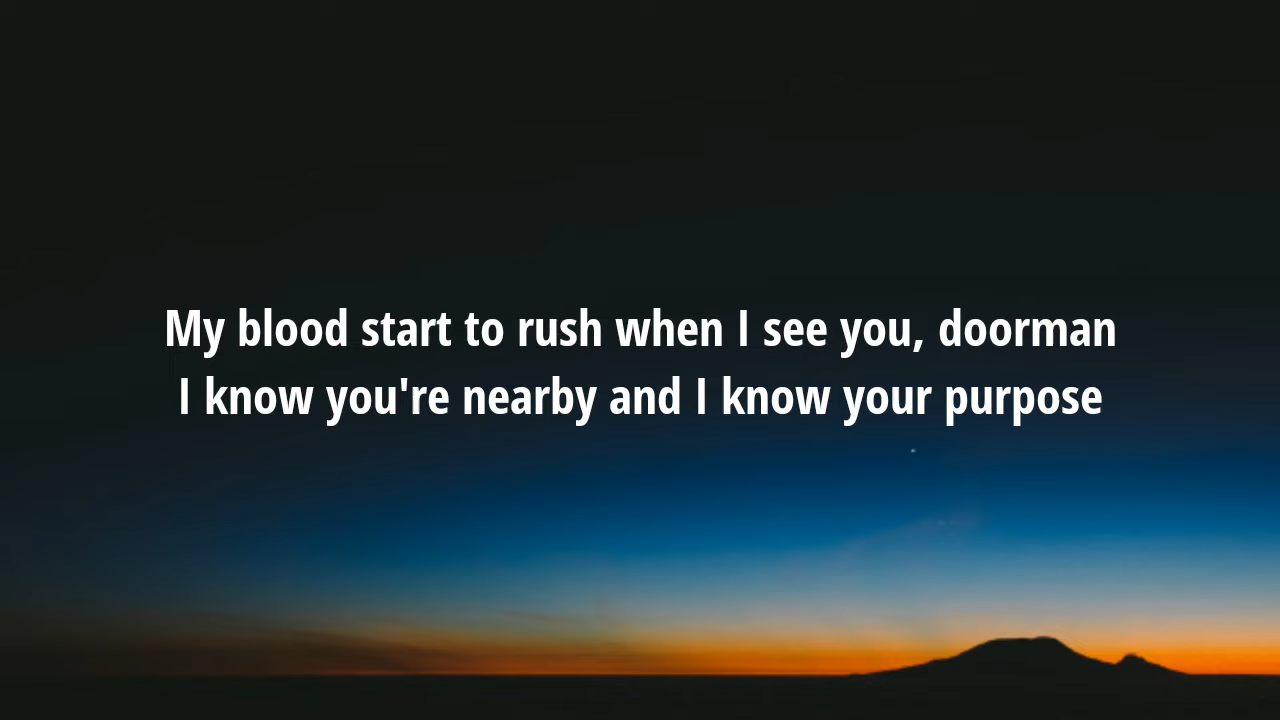 My blood start to rush when I see you, doorman
I know you're nearby and I know your purpose